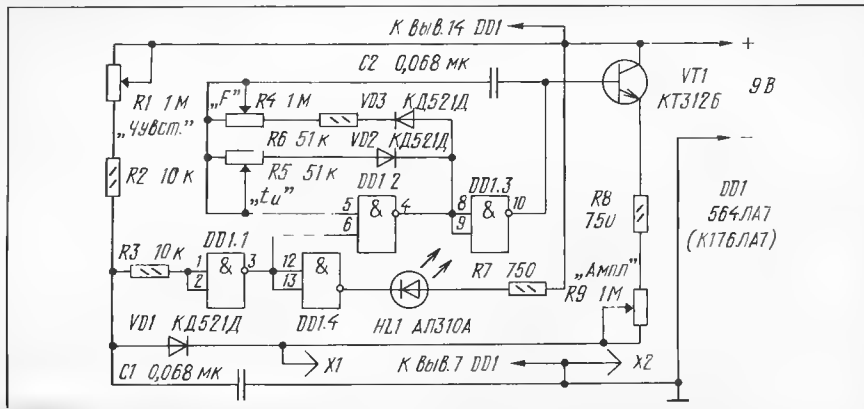 К выв. 14 DD1
C2 0,068 мк
+
VT1
КТ312Б
9 В
−
R1 1М
„Чувст."
„F"
R4 1М
VD3
КД521Д
R6 51 к
VD2
КД521Д
R5 51 к
R2 10 к
„tи"
DD1.2
DD1.3
&
5
6
4
&
8
9
10
R8
750
DD1
564ЛА7
(К176ЛА7)
R3 10 к
DD1.1
1
2
&
3
12
13
&
DD1.4
HL1 АЛ310А
R7 750
„Ампл"
R9 1М
VD1 КД521Д
X1
К выв. 7 DD1
X2
C1 0,068 мк